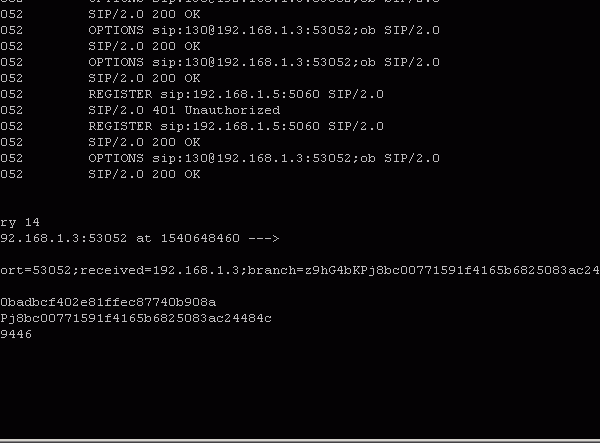 052 SIP/2.0 200 OK
052 OPTIONS sip:130@192.168.1.3:53052;ob SIP/2.0
052 SIP/2.0 200 OK
052 OPTIONS sip:130@192.168.1.3:53052;ob SIP/2.0
052 SIP/2.0 200 OK
052 REGISTER sip:192.168.1.5:5060 SIP/2.0
052 SIP/2.0 401 Unauthorized
052 REGISTER sip:192.168.1.5:5060 SIP/2.0
052 SIP/2.0 200 OK
052 OPTIONS sip:130@192.168.1.3:53052;ob SIP/2.0
052 SIP/2.0 200 OK
ry 14
92.168.1.3:53052 at 1540648460 --->
ort=53052;received=192.168.1.3;branch=z9hG4bKPj8bc00771591f4165b6825083ac24
0badbcf402e81ffec87740b908a
Pj8bc00771591f4165b6825083ac24484c
9446